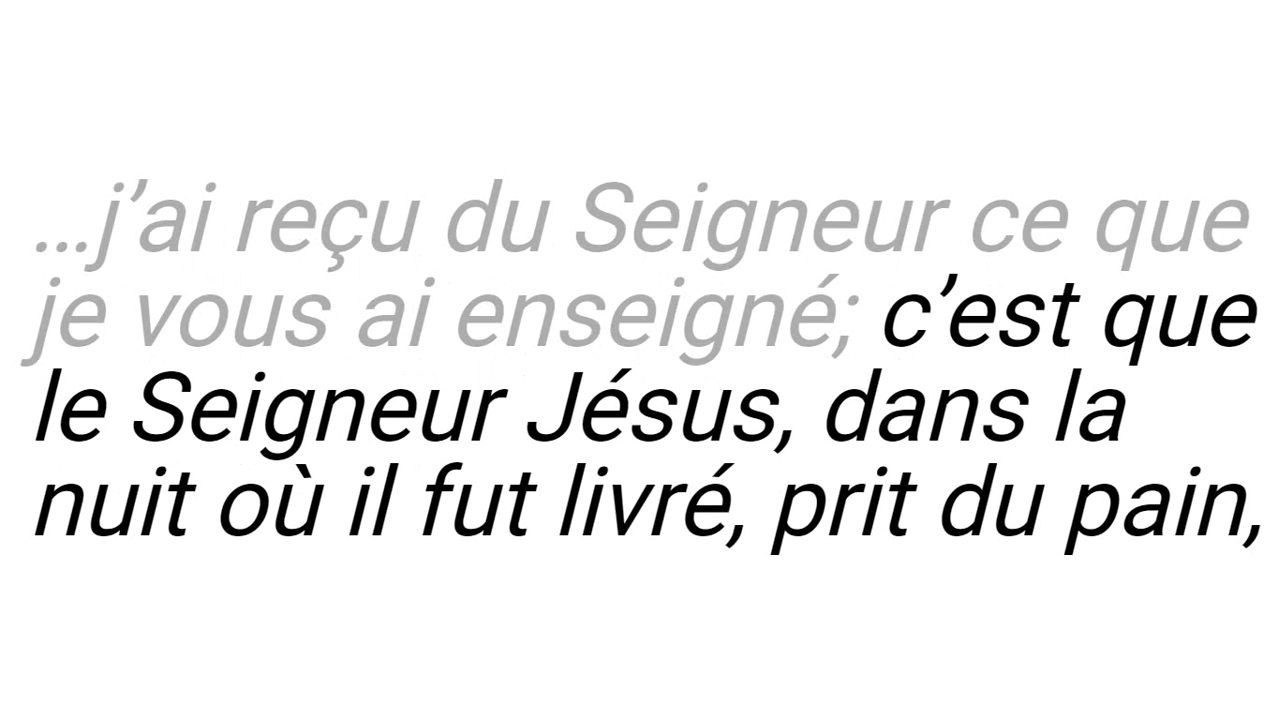 …j’ai reçu du Seigneur ce que
je vous ai enseigné; c’est que
le Seigneur Jésus, dans la
nuit où il fut livré, prit du pain,